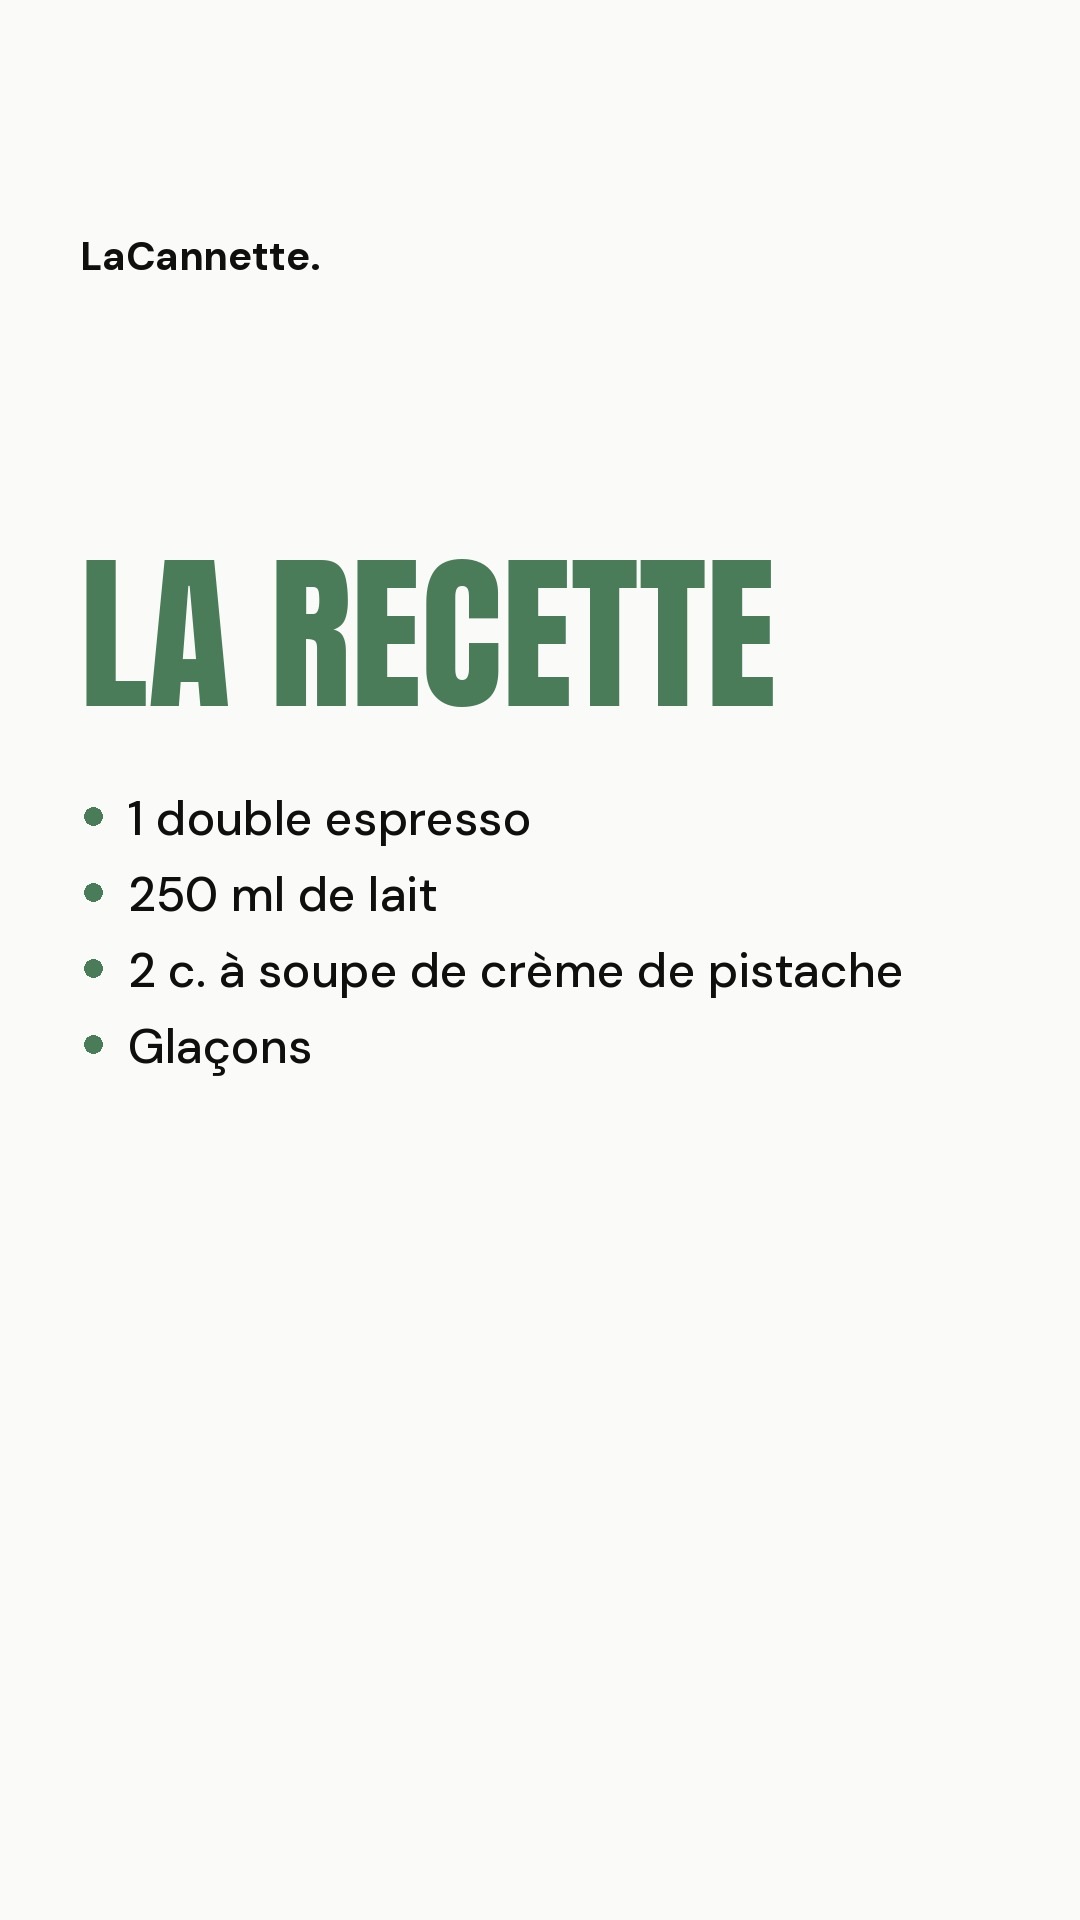 LaCannette.
LA RECETTE
• 1 double espresso
• 250 ml de lait
• 2 c. à soupe de crème de pistache
• Glaçons